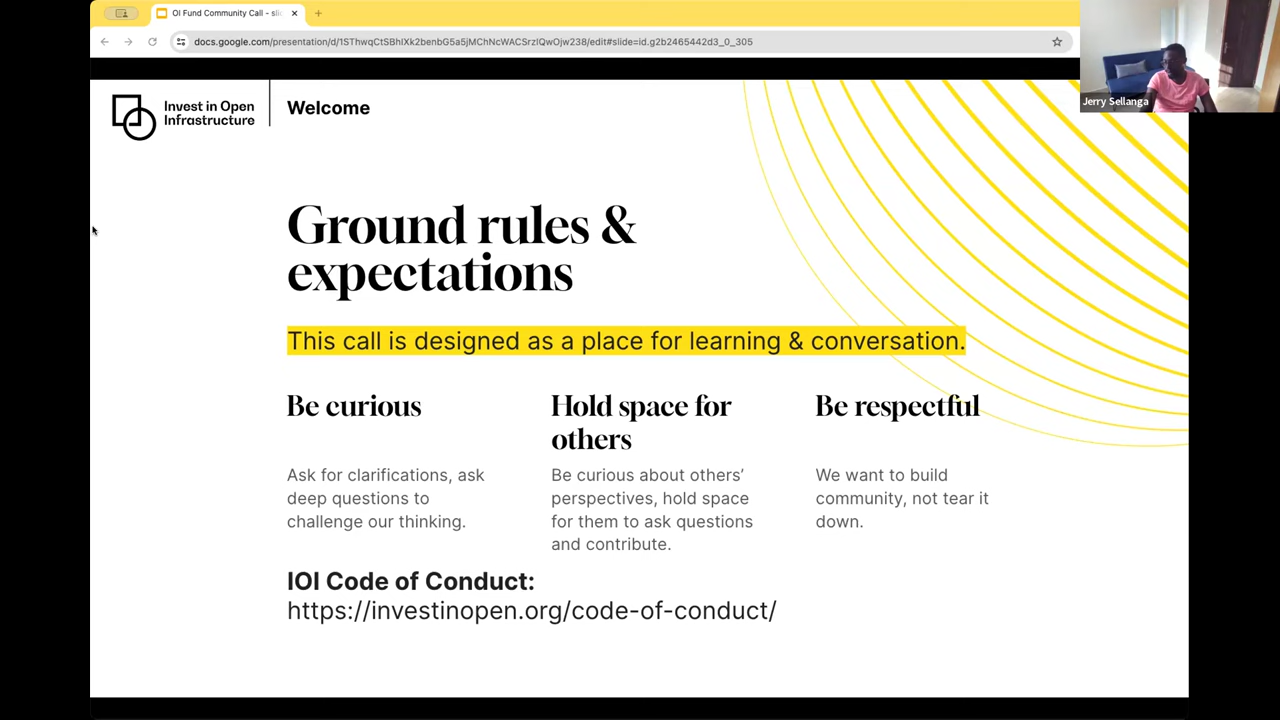 OI Fund Community Call - sli
docs.google.com/presentation/d/1SThwqCtSBhIXk2benbG5a5jMChNcWACSrzIQwOjw238/edit#slide=id.g2b2465442d3_0_305
Jerry Sellanga
Invest in Open
Infrastructure
Welcome
Ground rules &
expectations
This call is designed as a place for learning & conversation.
Be curious
Ask for clarifications, ask
deep questions to
challenge our thinking.
Hold space for
others
Be curious about others’
perspectives, hold space
for them to ask questions
and contribute.
Be respectful
We want to build
community, not tear it
down.
IOI Code of Conduct:
https://investinopen.org/code-of-conduct/